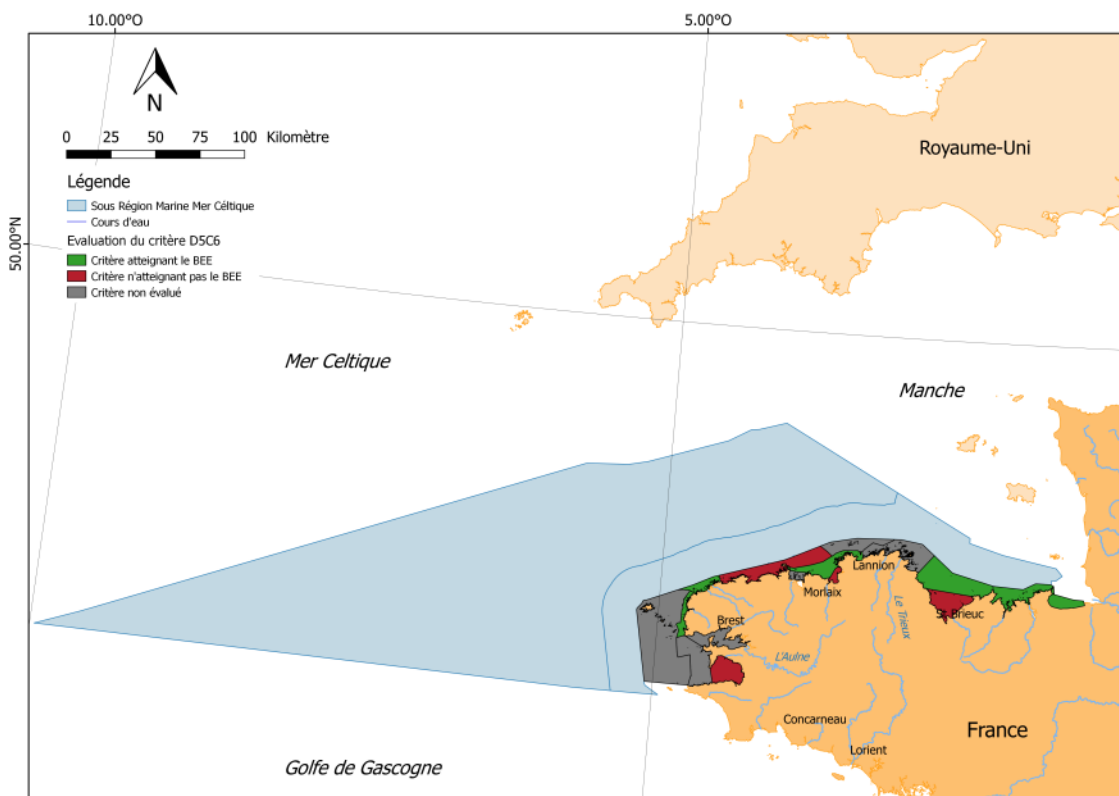 10.00°O
5.00°O
50.00°N
N
0 25 50 75 100 Kilomètre
Légende
Sous Région Marine Mer Céltique
Cours d'eau
Evaluation du critère D5C6
Critère atteignant le BEE
Critère n'atteignant pas le BEE
Critère non évalué
Royaume-Uni
Mer Celtique
Manche
Lannion
Morlaix
St Brieuc
Le Trieux
Brest
L'Aulne
Concarneau
Lorient
France
Golfe de Gascogne